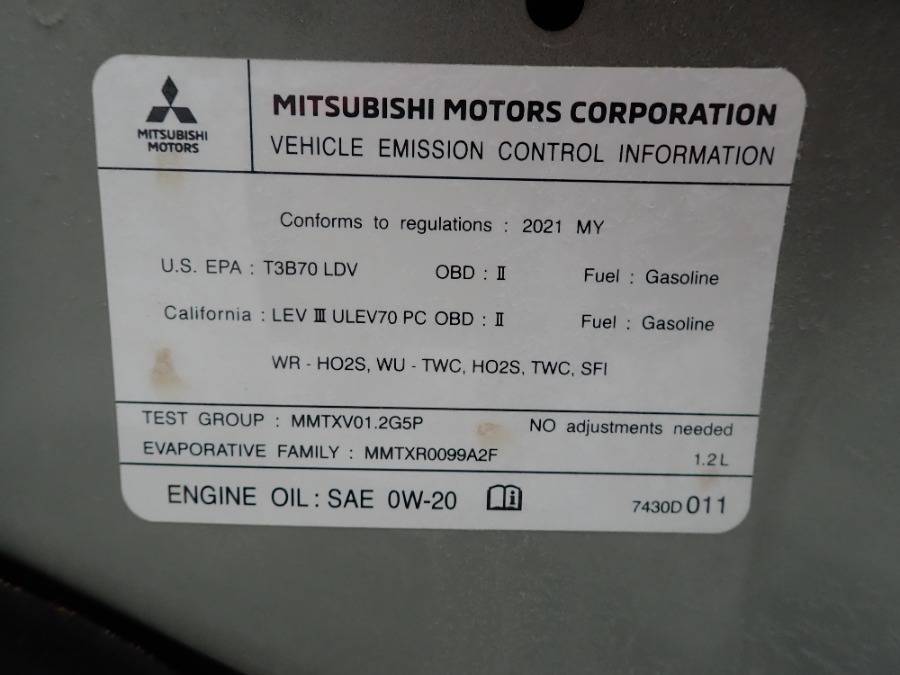 MITSUBISHI
MOTORS
MITSUBISHI MOTORS CORPORATION
VEHICLE EMISSION CONTROL INFORMATION
Conforms to regulations : 2021 MY
U.S. EPA : T3B70 LDV OBD : II Fuel : Gasoline
California : LEV III ULEV70 PC OBD : II Fuel : Gasoline
WR - HO2S, WU - TWC, HO2S, TWC, SFI
TEST GROUP : MMTXV01.2G5P NO adjustments needed
EVAPORATIVE FAMILY : MMTXR0099A2F 1.2 L
ENGINE OIL : SAE 0W-20 7430D 011